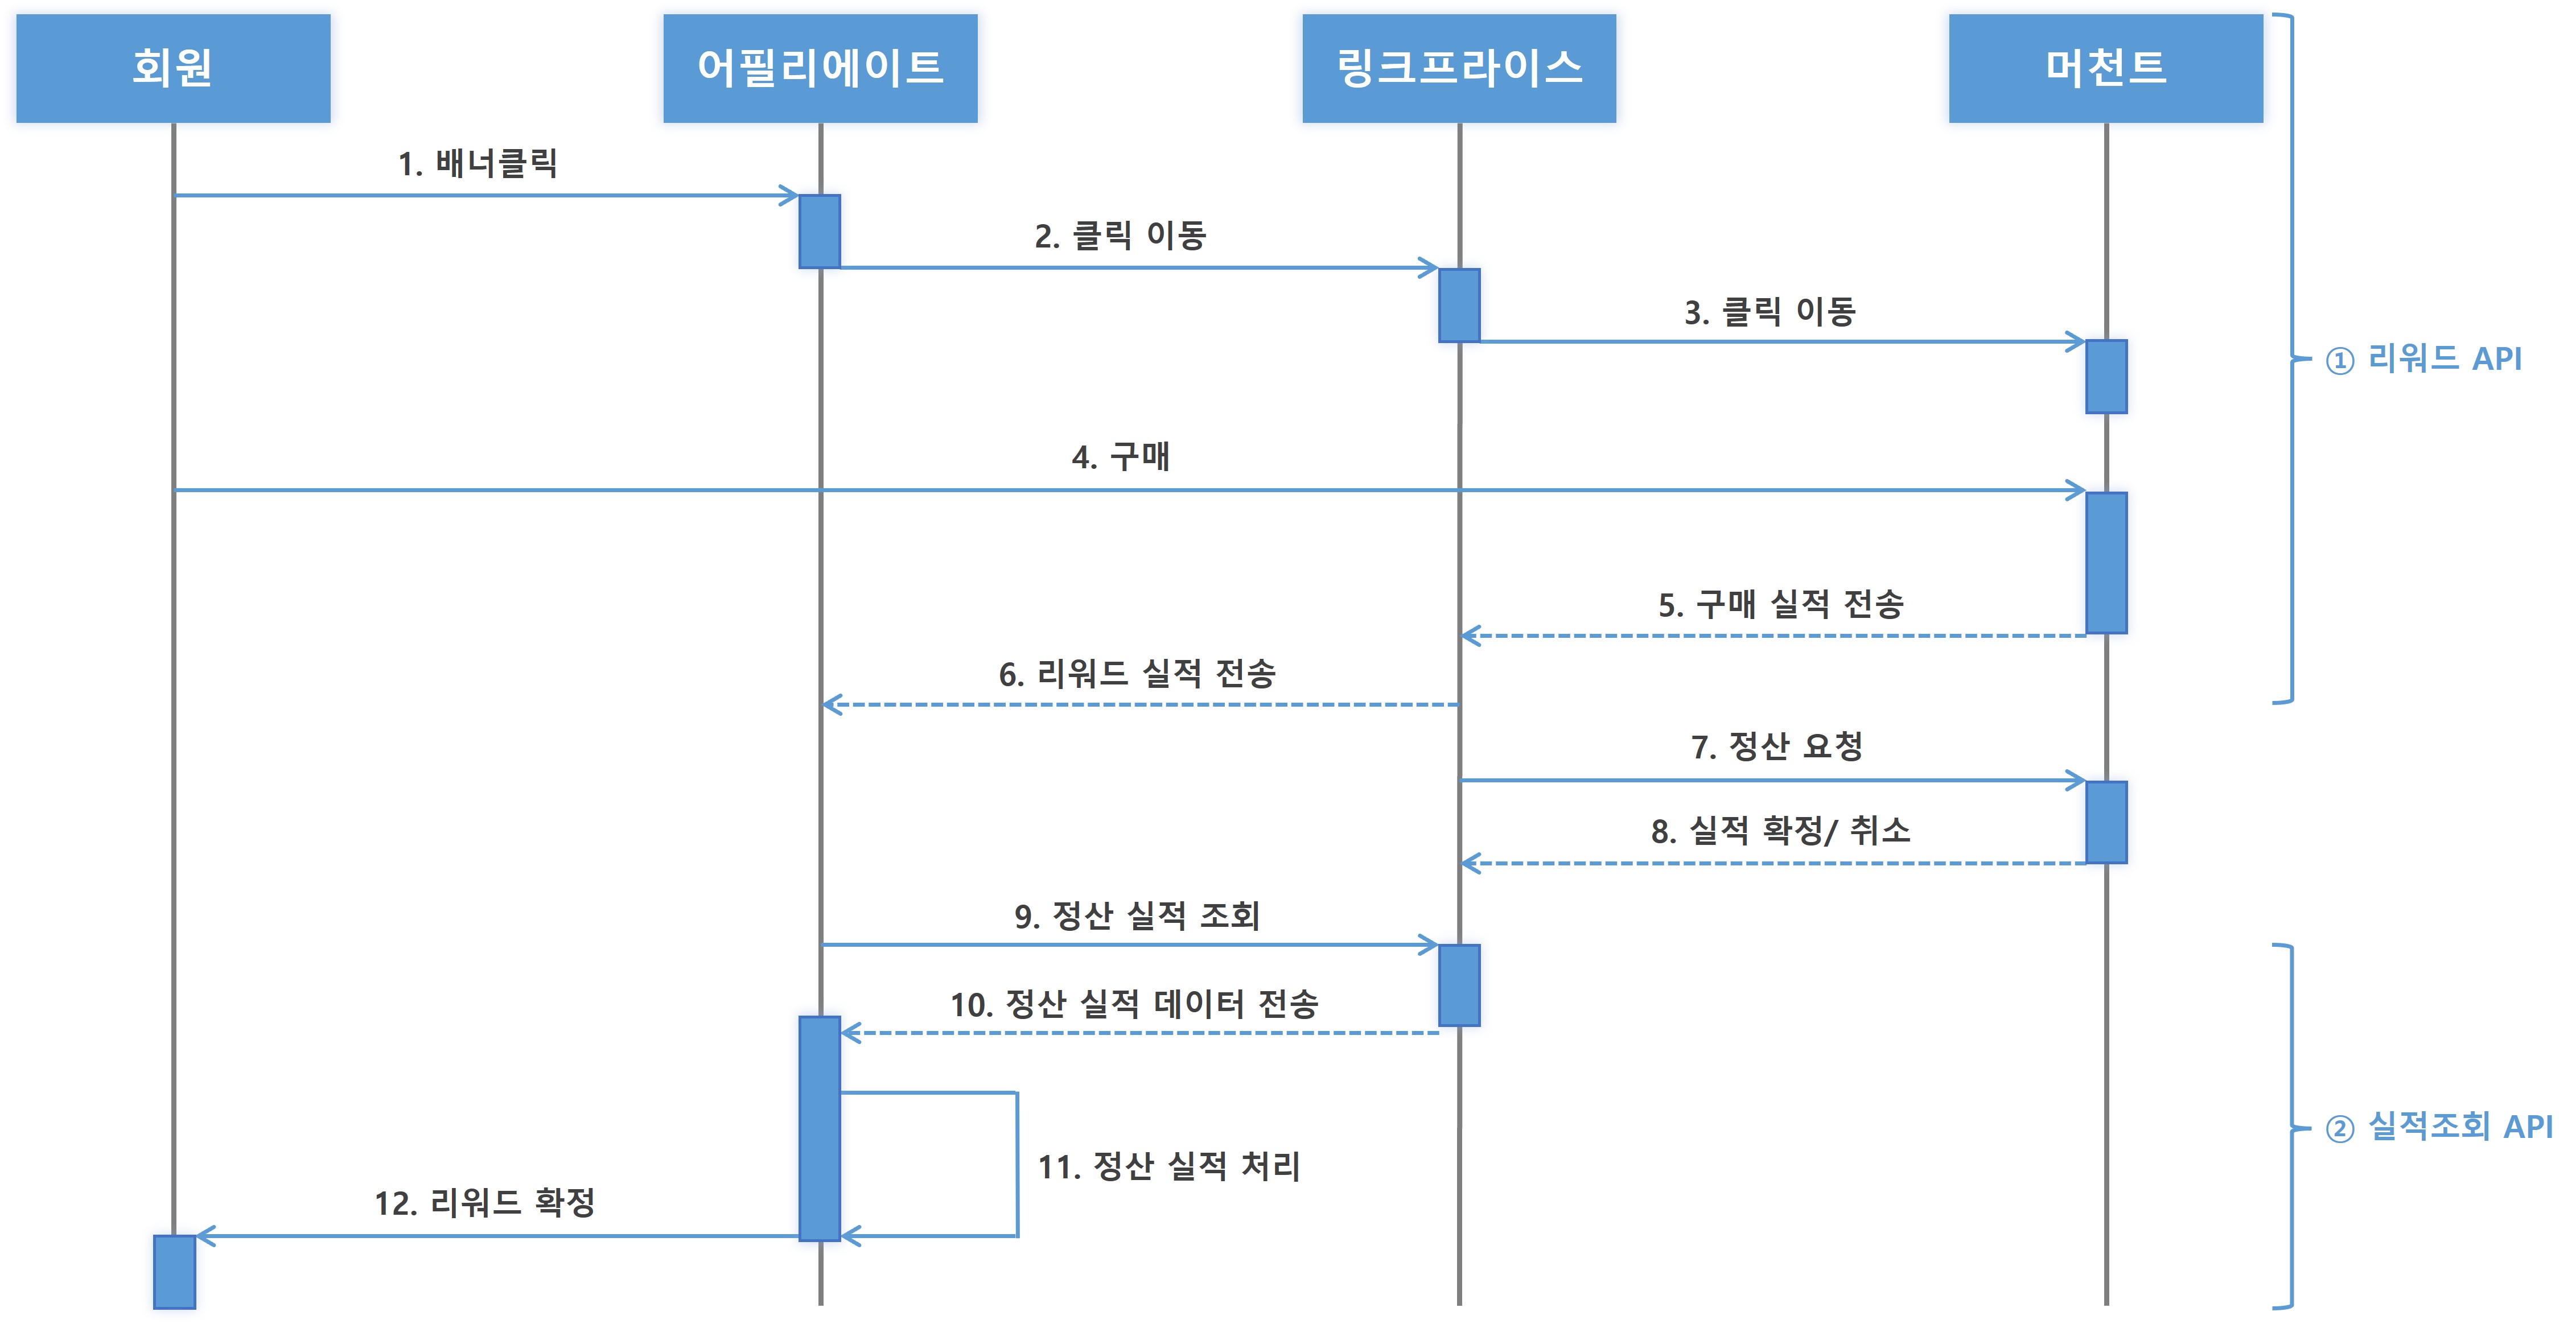 회원
어필리에이트
링크프라이스
머천트
1. 배너클릭
2. 클릭 이동
3. 클릭 이동
① 리워드 API
4. 구매
5. 구매 실적 전송
6. 리워드 실적 전송
7. 정산 요청
8. 실적 확정/ 취소
9. 정산 실적 조회
10. 정산 실적 데이터 전송
② 실적조회 API
11. 정산 실적 처리
12. 리워드 확정